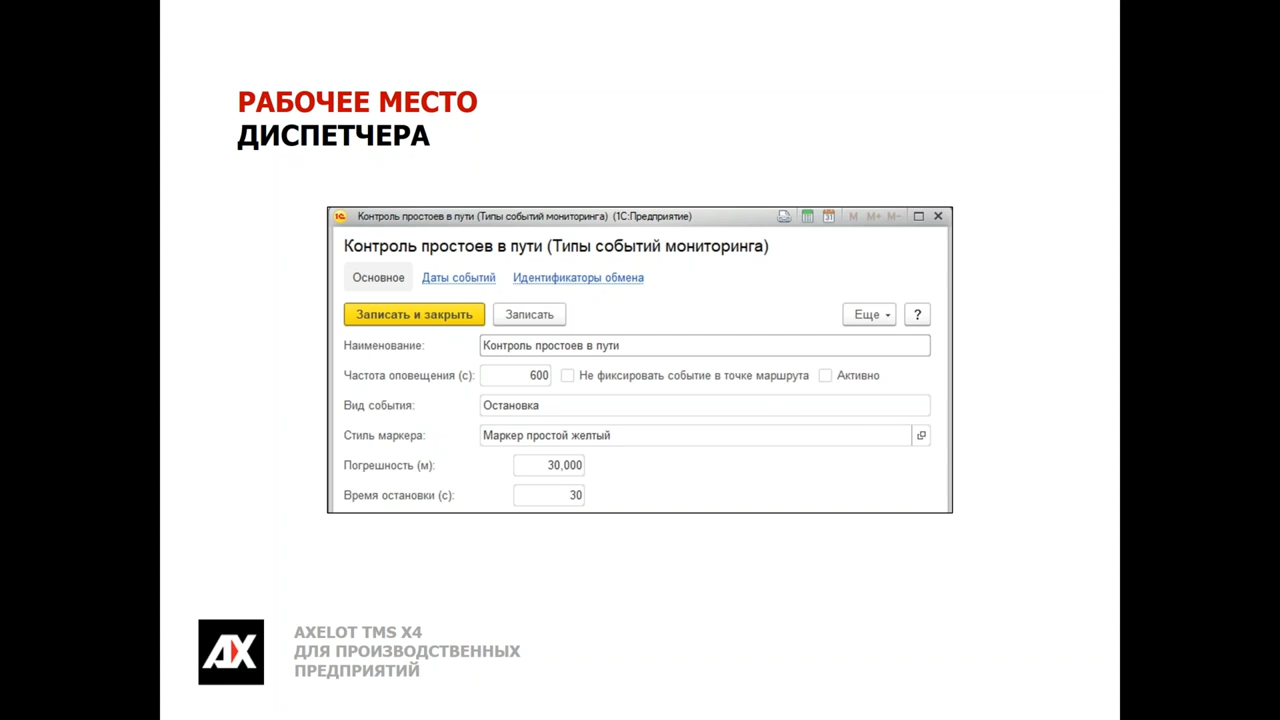 РАБОЧЕЕ МЕСТО
ДИСПЕТЧЕРА
1С Контроль простоев в пути (Типы событий мониторинга) (1С:Предприятие) 31 M M+ M-
Контроль простоев в пути (Типы событий мониторинга)
Основное Даты событий Идентификаторы обмена
Записать и закрыть Записать Еще ?
Наименование: Контроль простоев в пути
Частота оповещения (с): 600 Не фиксировать событие в точке маршрута Активно
Вид события: Остановка
Стиль маркера: Маркер простой желтый
Погрешность (м): 30,000
Время остановки (с): 30
AX
AXELOT TMS X4
ДЛЯ ПРОИЗВОДСТВЕННЫХ
ПРЕДПРИЯТИЙ